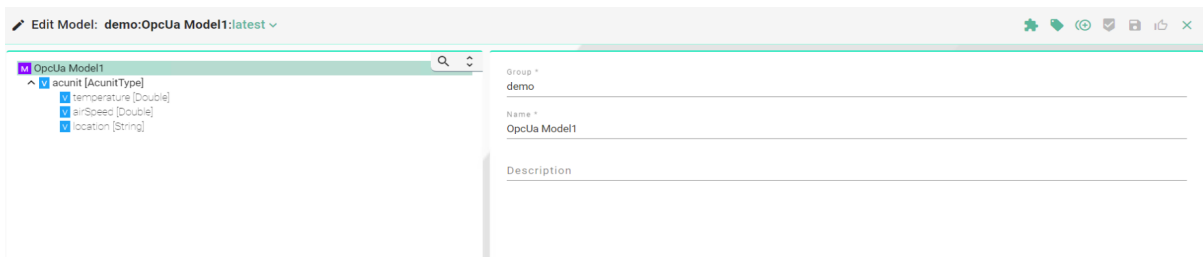 Edit Model: demo:OpcUa Model1:latest
M OpcUa Model1
V acunit [AcunitType]
V temperature [Double]
V airSpeed [Double]
V location [String]
Group *
demo
Name *
OpcUa Model1
Description